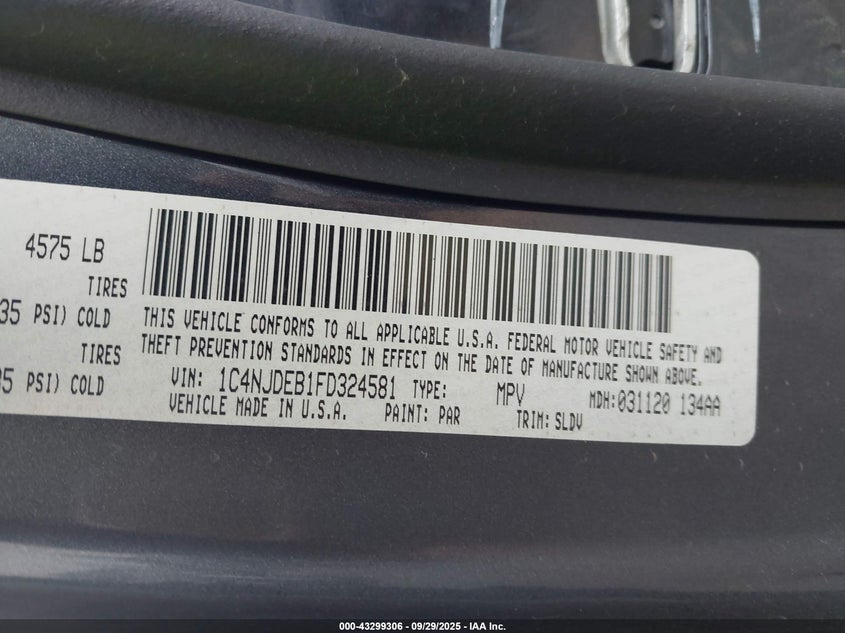 4575 LB
TIRES
35 PSI) COLD
THIS VEHICLE CONFORMS TO ALL APPLICABLE U.S.A. FEDERAL MOTOR VEHICLE SAFETY AND
TIRES
THEFT PREVENTION STANDARDS IN EFFECT ON THE DATE OF MANUFACTURE SHOWN ABOVE.
35 PSI) COLD
VIN: 1C4NJDEB1FD324581 TYPE: MPV MDH:031120 134AA
VEHICLE MADE IN U.S.A. PAINT: PAR TRIM: SLDV
000-43299306 - 09/29/2025 - IAA Inc.